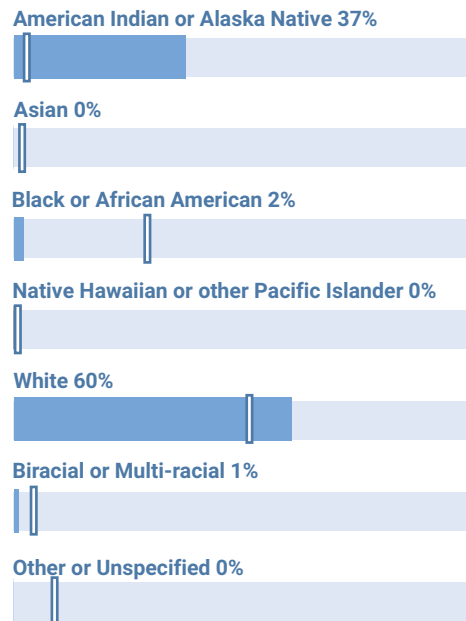 American Indian or Alaska Native 37%
Asian 0%
Black or African American 2%
Native Hawaiian or other Pacific Islander 0%
White 60%
Biracial or Multi-racial 1%
Other or Unspecified 0%